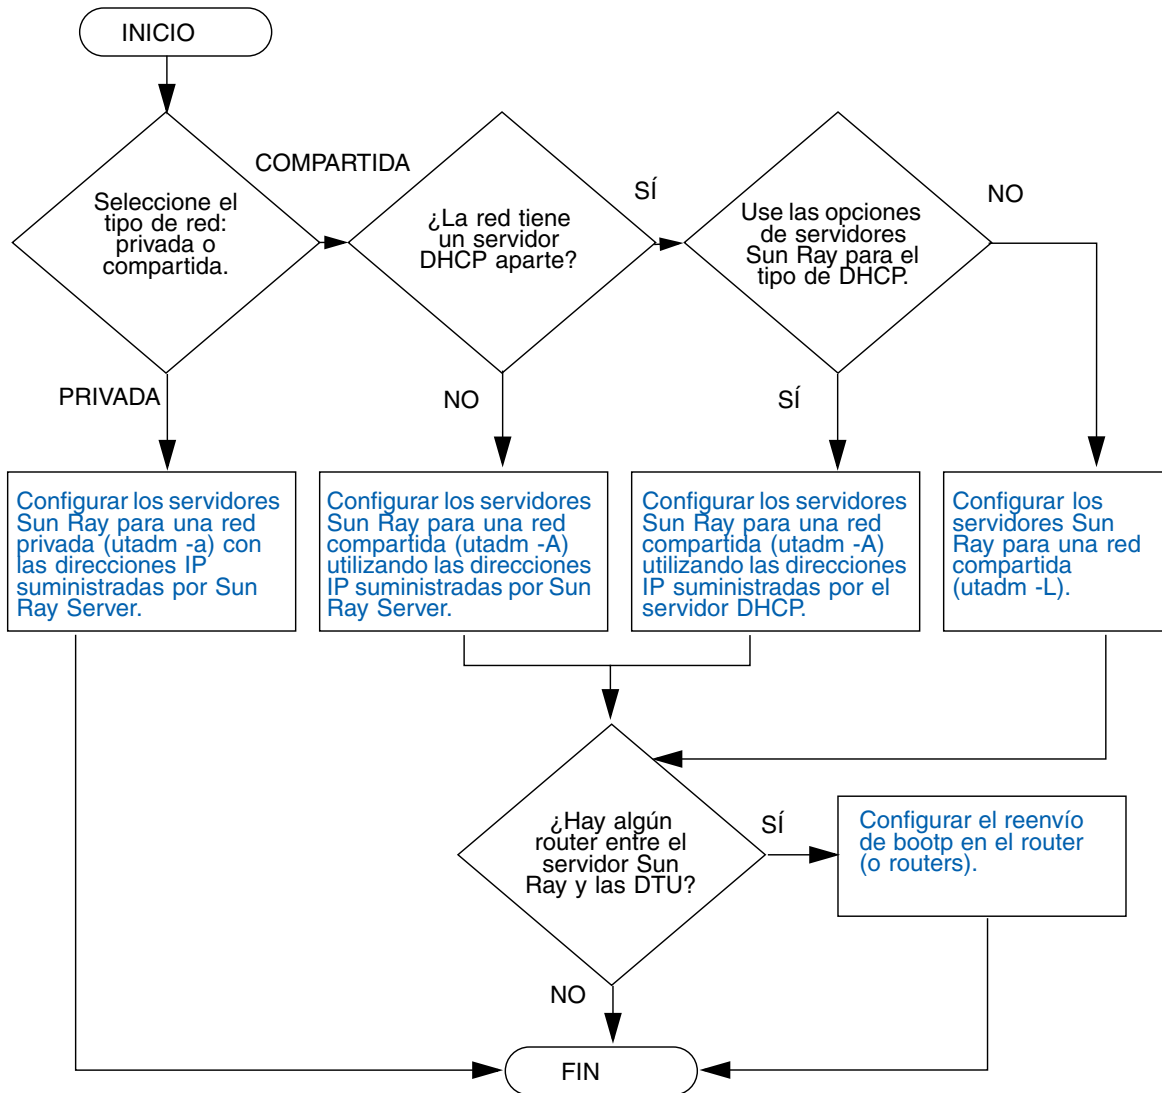 INICIO
COMPARTIDA
Seleccione el
tipo de red:
privada o
compartida.
¿La red tiene
un servidor
DHCP aparte?
SÍ
Use las opciones
de servidores
Sun Ray para el
tipo de DHCP.
NO
PRIVADA
NO
SÍ
Configurar los servidores
Sun Ray para una red
privada (utadm -a) con
las direcciones IP
suministradas por Sun
Ray Server.
Configurar los servidores
Sun Ray para una red
compartida (utadm -A)
utilizando las direcciones
IP suministradas por Sun
Ray Server.
Configurar los servidores
Sun Ray para una red
compartida (utadm -A)
utilizando las direcciones
IP suministradas por el
servidor DHCP.
Configurar los
servidores Sun
Ray para una red
compartida
(utadm -L).
¿Hay algún
router entre el
servidor Sun
Ray y las DTU?
SÍ
Configurar el reenvío
de bootp en el router
(o routers).
NO
FIN